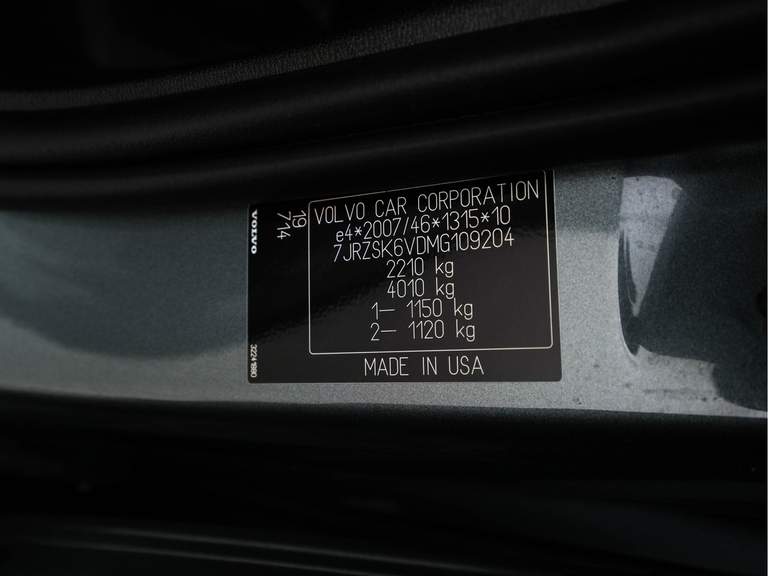 VOLVO
19
714
VOLVO CAR CORPORATION
e4*2007/46*1315*10
7JRZSK6VDMG109204
2210 kg
4010 kg
1– 1150 kg
2– 1120 kg
MADE IN USA